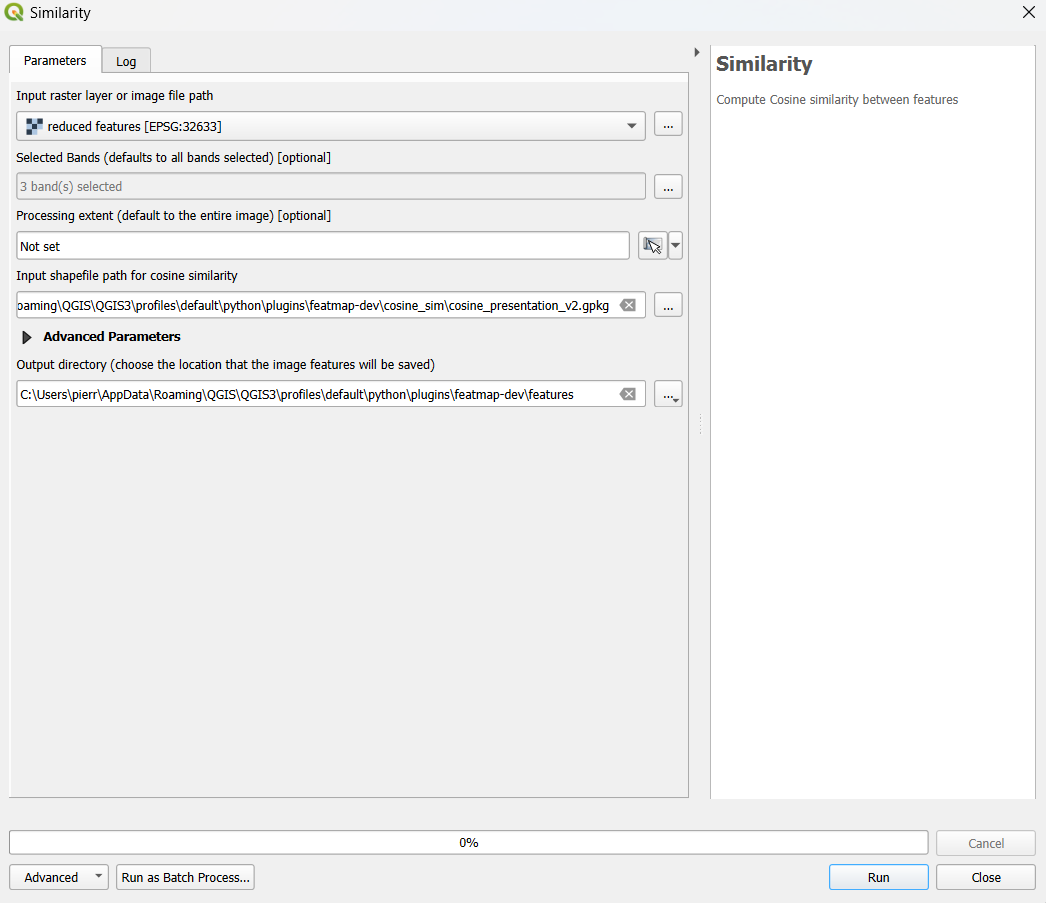 Similarity
Parameters
Log
Input raster layer or image file path
reduced features [EPSG:32633]
...
Selected Bands (defaults to all bands selected) [optional]
3 band(s) selected
...
Processing extent (default to the entire image) [optional]
Not set
Input shapefile path for cosine similarity
oaming\QGIS\QGIS3\profiles\default\python\plugins\featmap-dev\cosine_sim\cosine_presentation_v2.gpkg
...
Advanced Parameters
Output directory (choose the location that the image features will be saved)
C:\Users\pierr\AppData\Roaming\QGIS\QGIS3\profiles\default\python\plugins\featmap-dev\features
...
Similarity
Compute Cosine similarity between features
0%
Cancel
Advanced
Run as Batch Process...
Run
Close